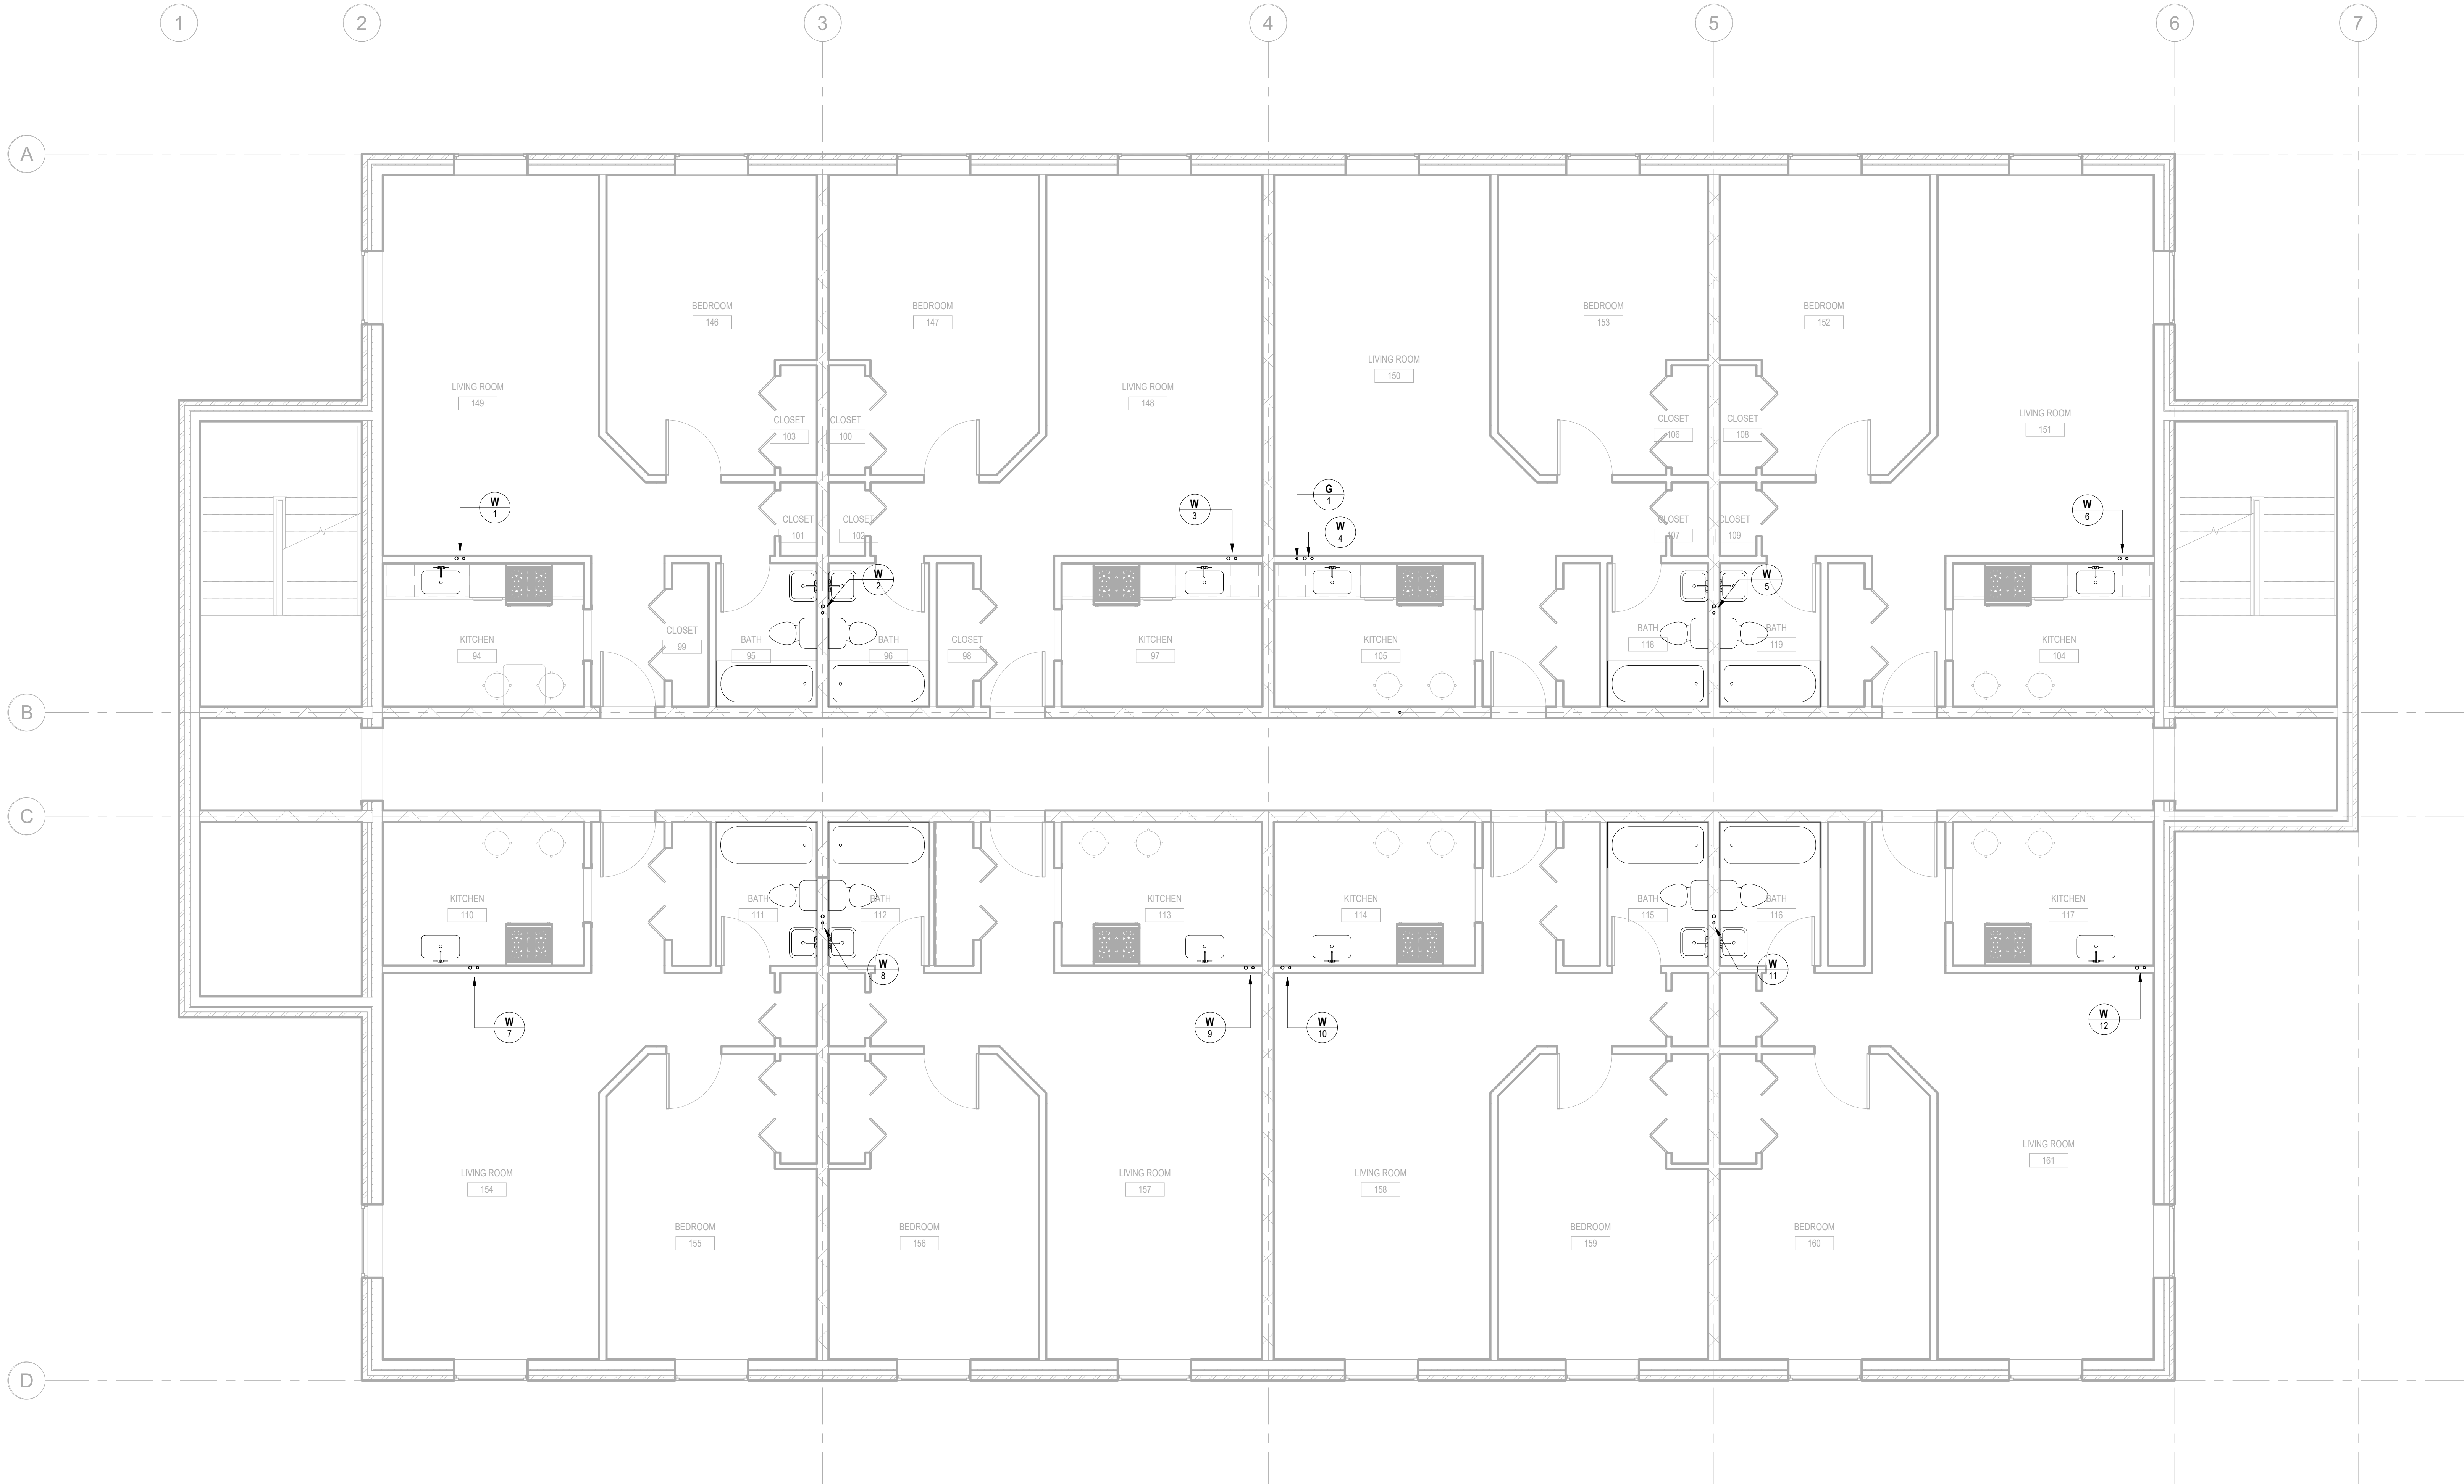 1
2
3
4
5
6
7
A
BEDROOM
146
BEDROOM
147
BEDROOM
153
BEDROOM
152
LIVING ROOM
149
LIVING ROOM
148
LIVING ROOM
150
LIVING ROOM
151
CLOSET
103
CLOSET
100
CLOSET
106
CLOSET
108
W
1
W
3
G
1
W
4
W
6
CLOSET
101
CLOSET
102
CLOSET
107
CLOSET
109
W
2
W
5
KITCHEN
94
CLOSET
99
BATH
95
BATH
96
CLOSET
98
KITCHEN
97
KITCHEN
105
BATH
118
BATH
119
KITCHEN
104
B
C
KITCHEN
110
BATH
111
BATH
112
KITCHEN
113
KITCHEN
114
BATH
115
BATH
116
KITCHEN
117
W
8
W
11
W
7
W
9
W
10
W
12
LIVING ROOM
154
LIVING ROOM
157
LIVING ROOM
158
LIVING ROOM
161
BEDROOM
155
BEDROOM
156
BEDROOM
159
BEDROOM
160
D